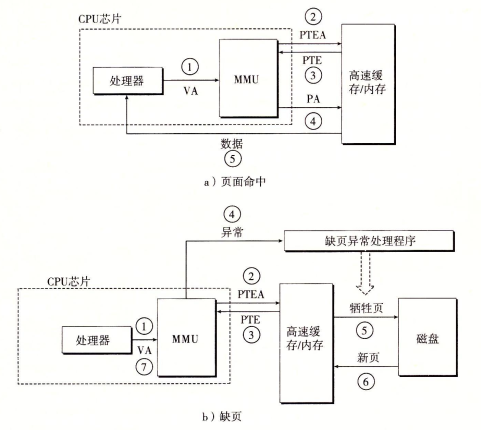 CPU芯片
②
PTEA
处理器
①
VA
MMU
PTE
③
高速缓
存/内存
PA
④
数据
⑤
a）页面命中
④
异常
缺页异常处理程序
CPU芯片
②
PTEA
处理器
①
VA
⑦
MMU
PTE
③
高速缓
存/内存
牺牲页
⑤
新页
⑥
磁盘
b）缺页